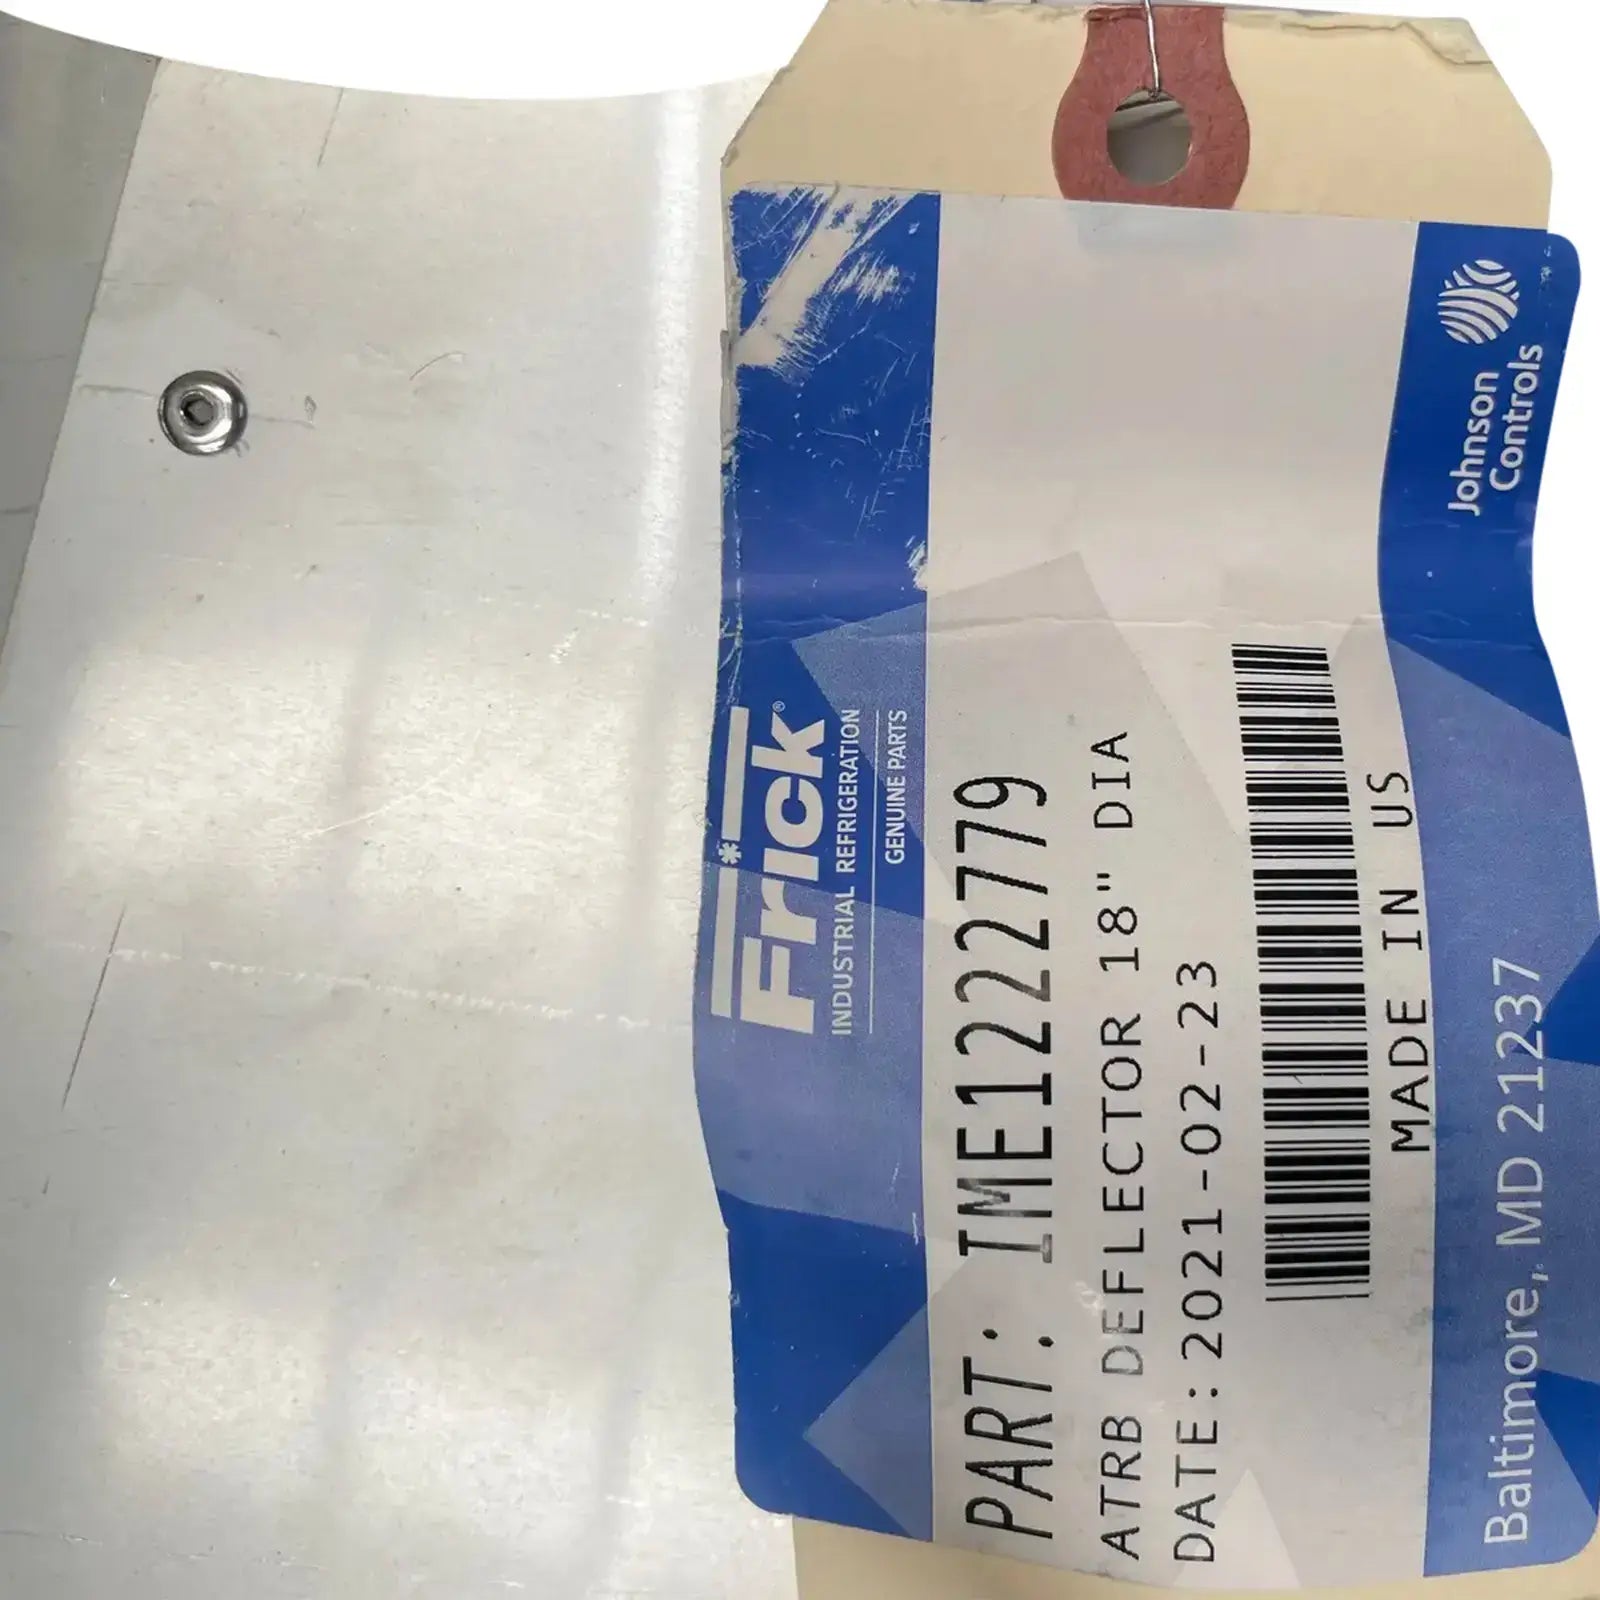 Frick®
INDUSTRIAL REFRIGERATION
GENUINE PARTS
PART: IME1222779
ATRB DEFLECTOR 18" DIA
DATE:2021-02-23
MADE IN US
Johnson
Controls
Baltimore, MD 21237